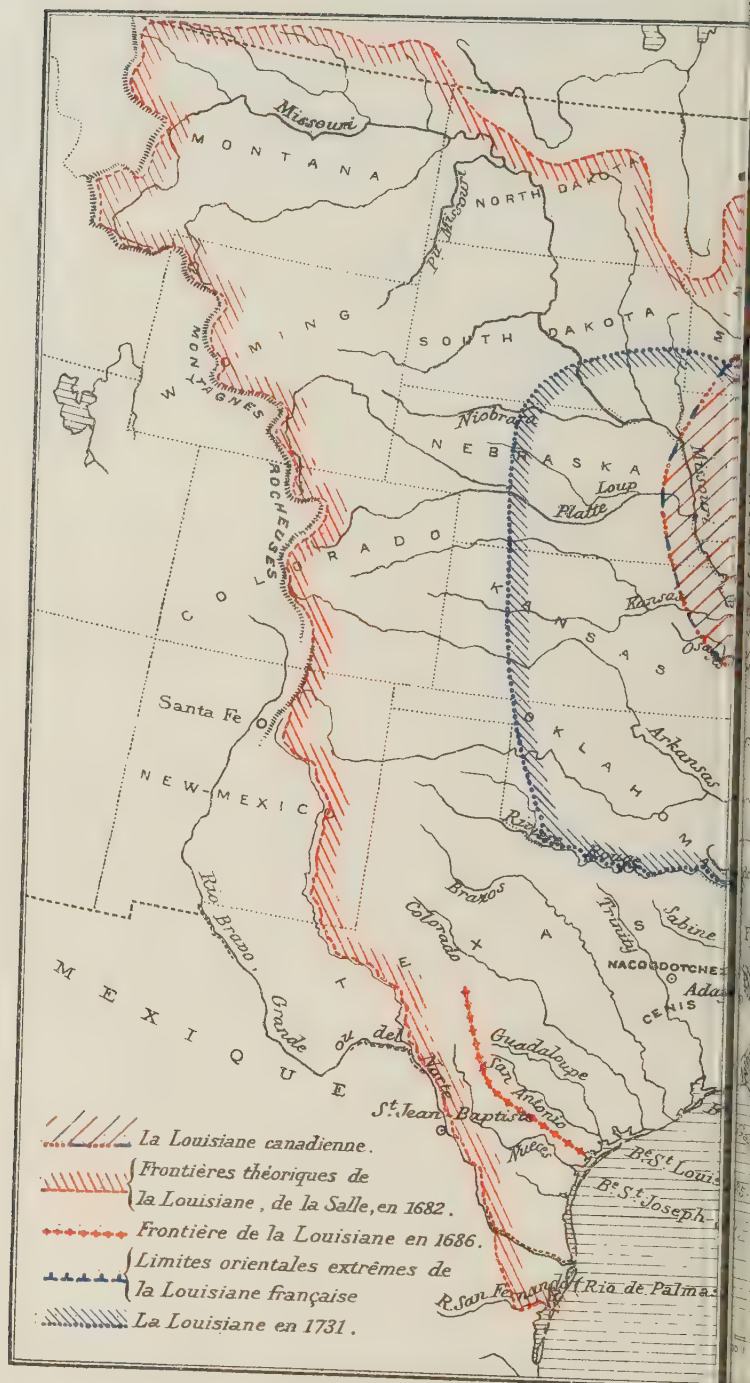 Missouri
MONTANA
NORTH DAKOTA
Pit Missouri
WYOMING
SOUTH DAKOTA
MONTAGNES ROCHEUSES
Niobrara
NEBRASKA
Missouri
Loup
Platte
COLORADO
KANSAS
Kansas
Osages
Santa Fe
OKLAHOMA
Arkansas
NEW-MEXICO
Rivière Rouge
Brazos
Colorado
Trinity
Sabine
TEXAS
NACOGDOTCHE
Ada
CENIS
Rio Bravo,
Grande
ou del
Norte
MEXIQUE
Guadaloupe
San Antonio
St. Jean-Baptiste
Nueces
Be St Louis
Be St Joseph
La Louisiane canadienne.
Frontières théoriques de
la Louisiane, de la Salle, en 1682.
Frontière de la Louisiane en 1686.
Limites orientales extrêmes de
la Louisiane française
La Louisiane en 1731.
R. San Fernando (Rio de Palmas